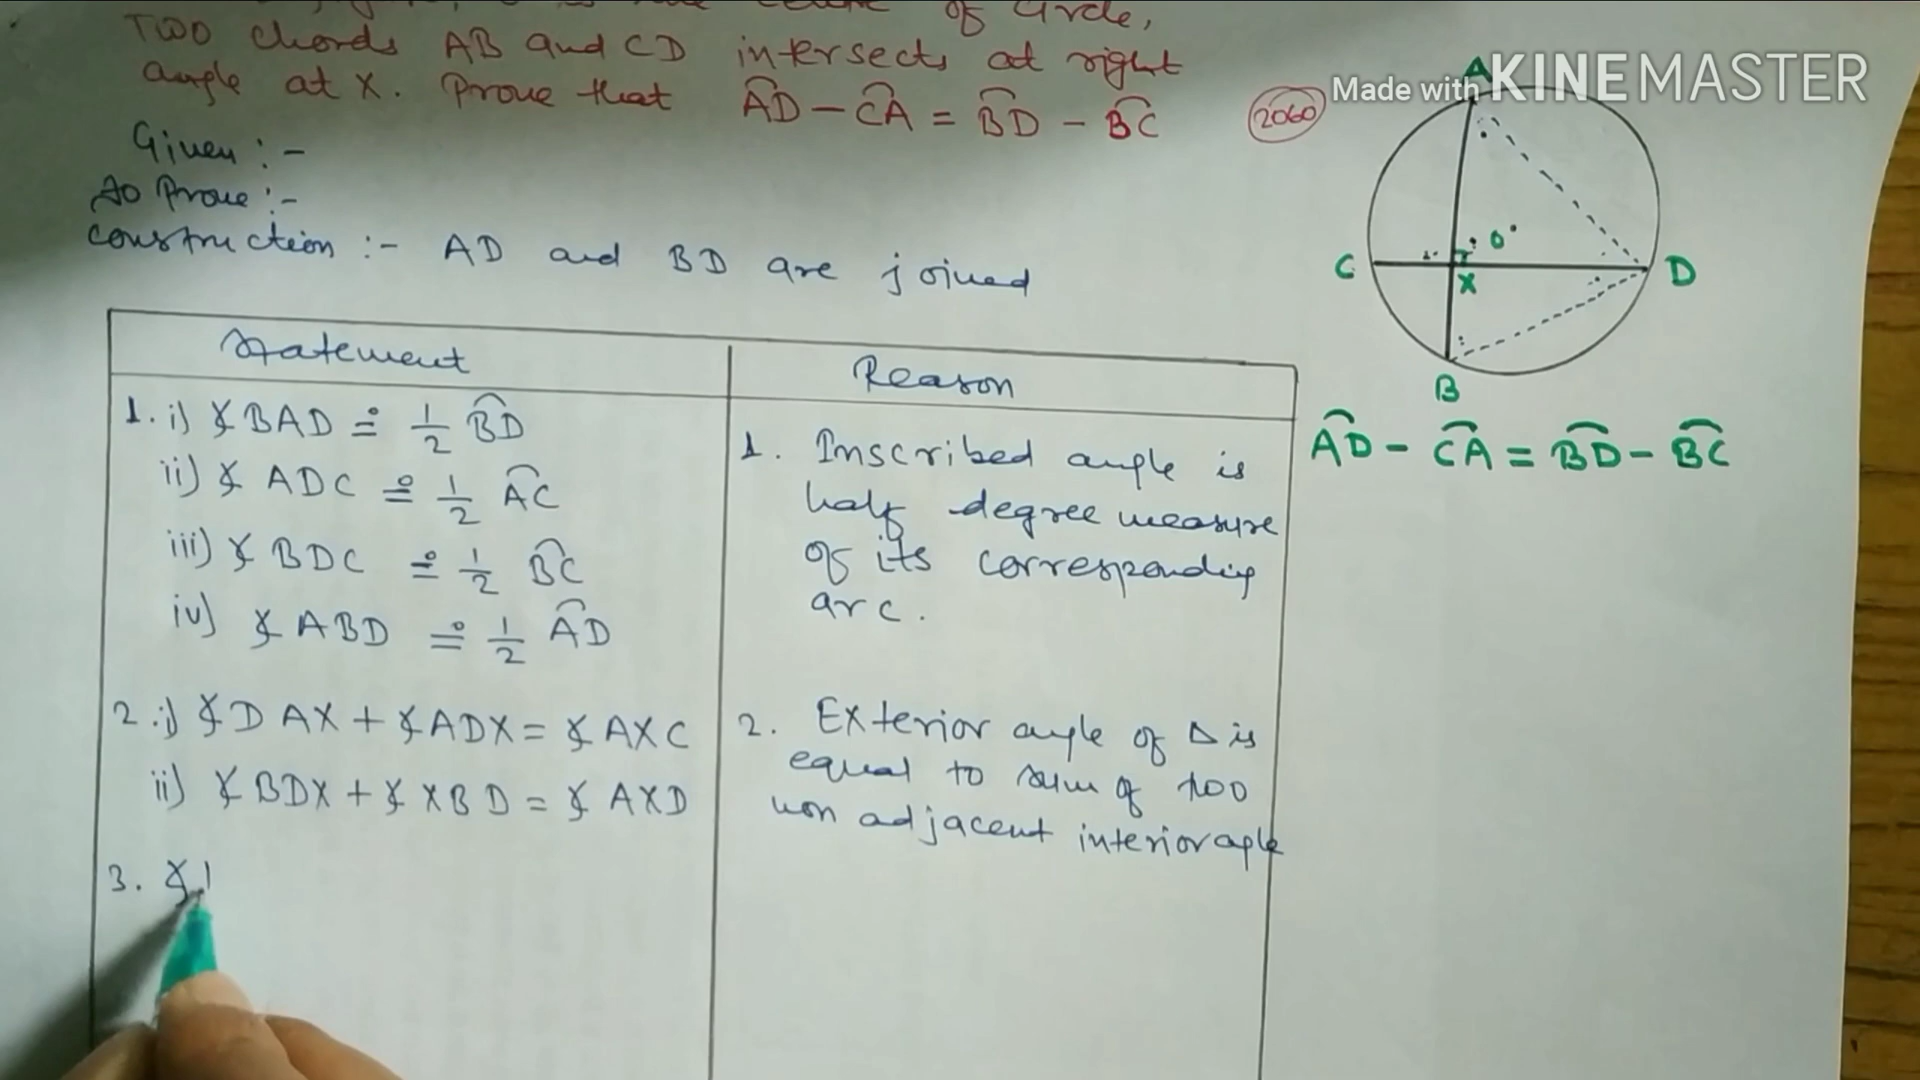 of Circle,
Two chords AB and CD intersects at right
angle at X. Prove that AD⌢ - CA⌢ = BD⌢ - BC⌢
2060
Made with KINEMASTER
Given :-
To Prove :-
Construction :- AD and BD are joined
A
O
C
X
D
B
AD⌢ - CA⌢ = BD⌢ - BC⌢
Statement
Reason
1. i) ∡BAD ≗ 1/2 BD⌢
ii) ∡ADC ≗ 1/2 AC⌢
iii) ∡BDC ≗ 1/2 BC⌢
iv) ∡ABD ≗ 1/2 AD⌢
1. Inscribed angle is
half degree measure
of its corresponding
arc.
2. i) ∡DAX + ∡ADX = ∡AXC
ii) ∡BDX + ∡XBD = ∡AXD
2. Exterior angle of Δ is
equal to sum of two
non adjacent interior agle
3. ∡